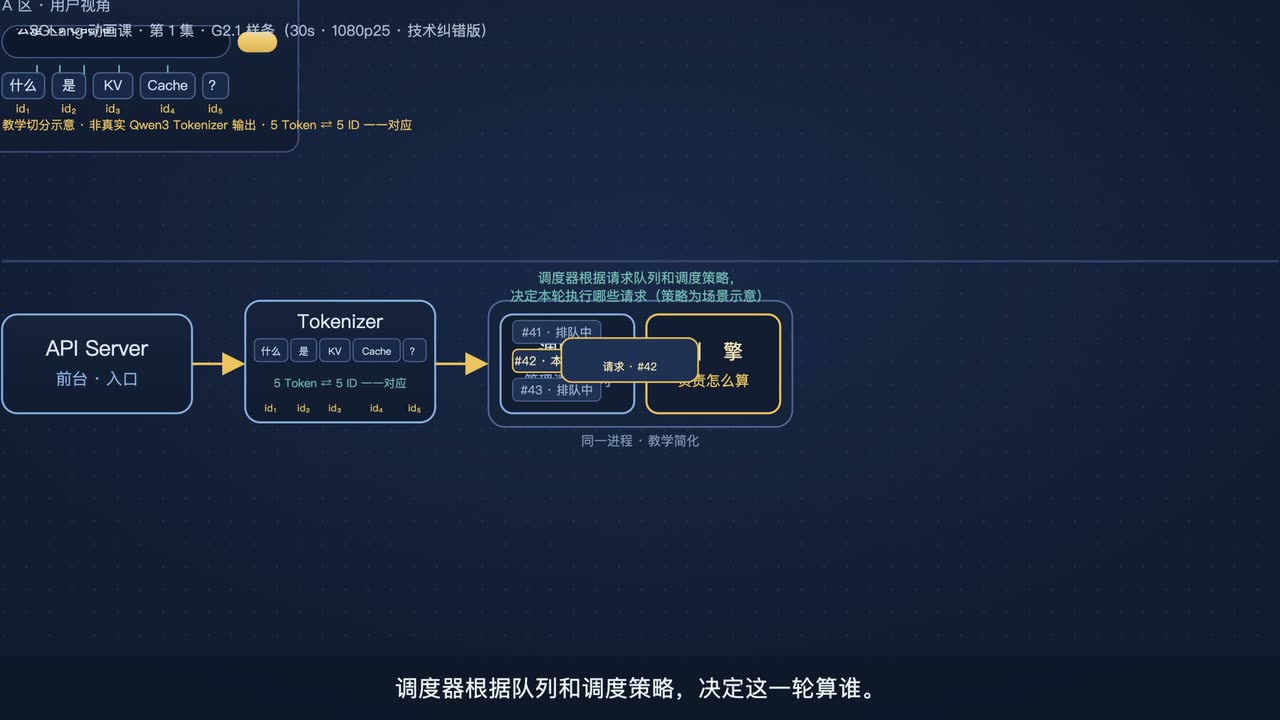 A 区 · 用户视角
SGLang 动画课 · 第 1 集 · G2.1 样条（30s · 1080p25 · 技术纠错版）
什么 是 KV Cache ?
id₁ id₂ id₃ id₄ id₅
教学切分示意 · 非真实 Qwen3 Tokenizer 输出 · 5 Token ⇄ 5 ID 一一对应
调度器根据请求队列和调度策略，
决定本轮执行哪些请求（策略为场景示意）
API Server
前台 · 入口
Tokenizer
什么 是 KV Cache ?
5 Token ⇄ 5 ID 一一对应
id₁ id₂ id₃ id₄ id₅
#41 · 排队中
#42 · 本
#43 · 排队中
请求 · #42
擎
负责怎么算
同一进程 · 教学简化
调度器根据队列和调度策略，决定这一轮算谁。